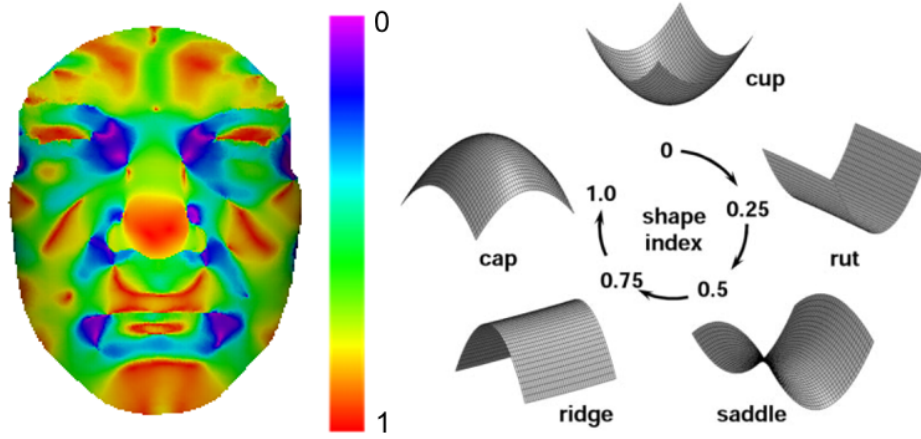 0
1
cup
0
1.0
0.25
shape
index
cap
rut
0.75
0.5
ridge
saddle